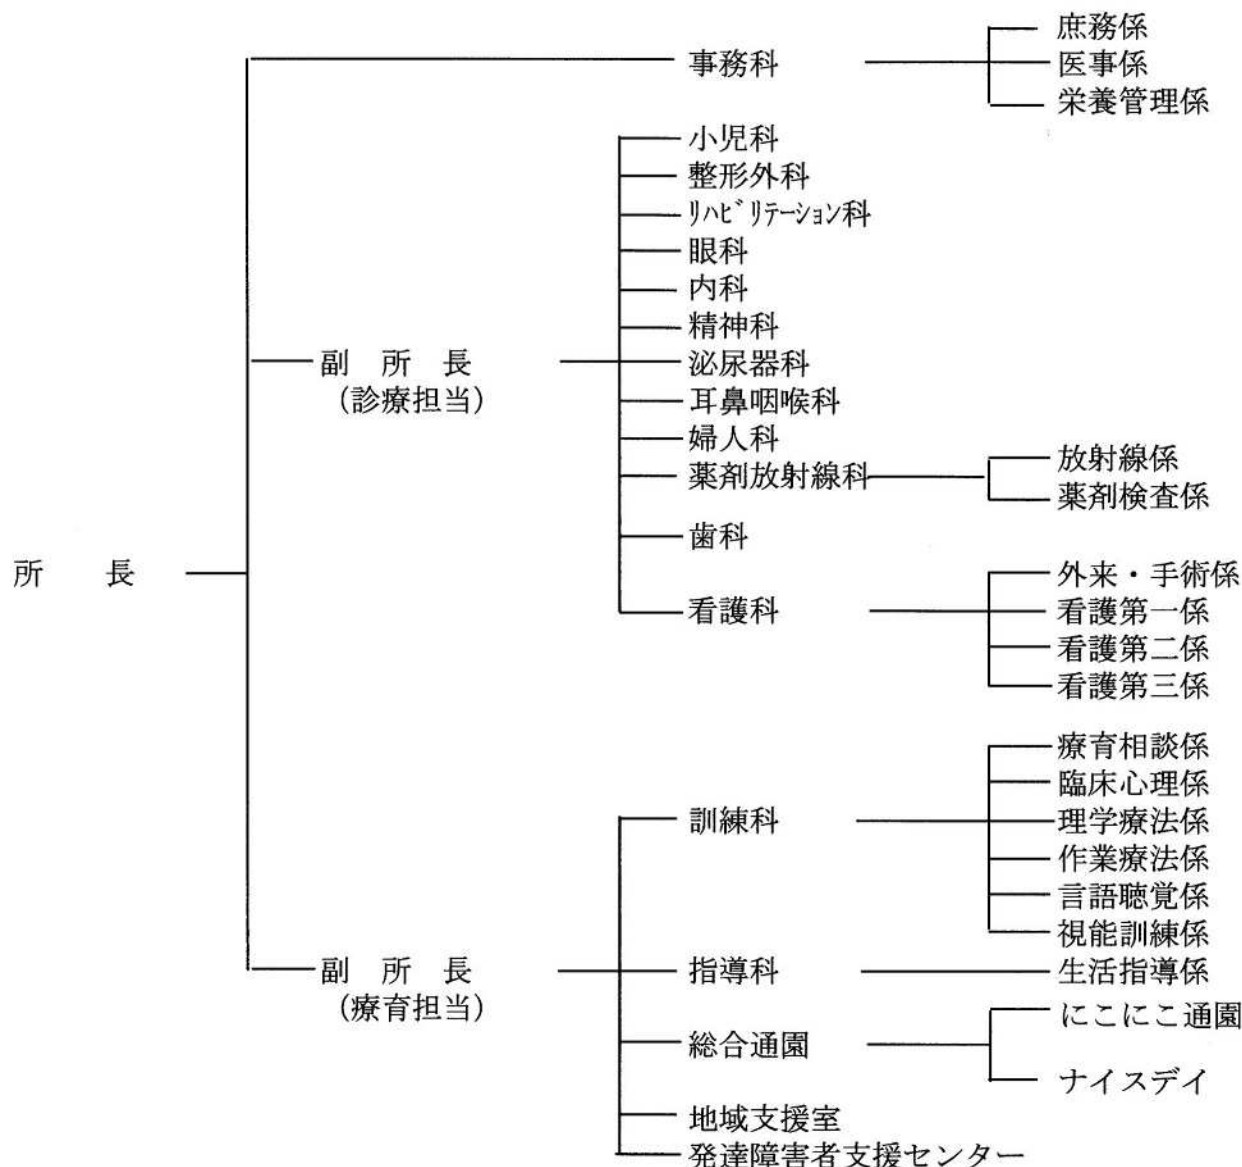 庶務係
事務科 医事係
栄養管理係
小児科
整形外科
ﾘﾊﾋﾞﾘﾃｰｼｮﾝ科
眼科
内科
精神科
副所長 泌尿器科
(診療担当) 耳鼻咽喉科
婦人科
放射線係
薬剤放射線科
薬剤検査係
歯科
所長 外来・手術係
看護科 看護第一係
看護第二係
看護第三係
療育相談係
臨床心理係
訓練科 理学療法係
作業療法係
言語聴覚係
視能訓練係
副所長 指導科 生活指導係
(療育担当) にこにこ通園
総合通園
ナイスデイ
地域支援室
発達障害者支援センター